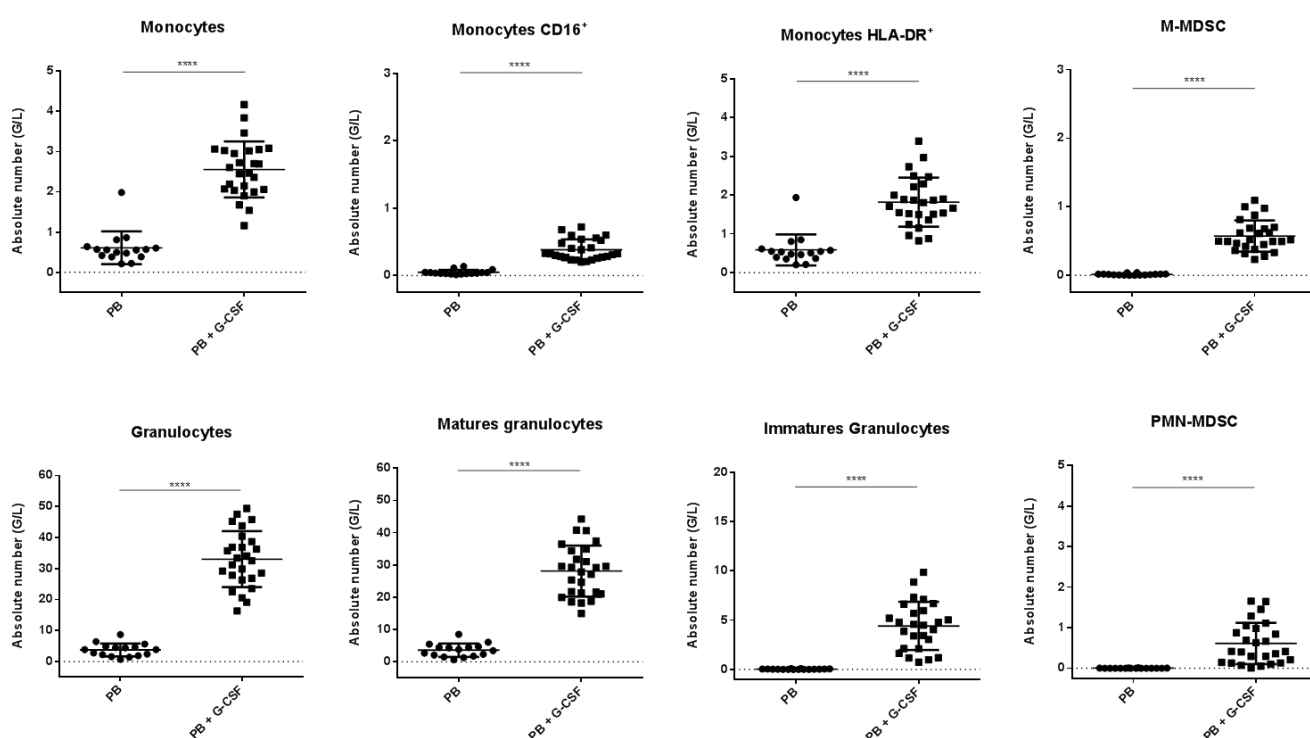 Monocytes
****
Absolute number (G/L)
5
4
3
2
1
0
PB
PB + G-CSF
Monocytes CD16+
****
Absolute number (G/L)
3
2
1
0
PB
PB + G-CSF
Monocytes HLA-DR+
****
Absolute number (G/L)
5
4
3
2
1
0
PB
PB + G-CSF
M-MDSC
****
Absolute number (G/L)
3
2
1
0
PB
PB + G-CSF
Granulocytes
****
Absolute number (G/L)
60
50
40
30
20
10
0
PB
PB + G-CSF
Matures granulocytes
****
Absolute number (G/L)
60
50
40
30
20
10
0
PB
PB + G-CSF
Immatures Granulocytes
****
Absolute number (G/L)
20
15
10
5
0
PB
PB + G-CSF
PMN-MDSC
****
Absolute number (G/L)
5
4
3
2
1
0
PB
PB + G-CSF